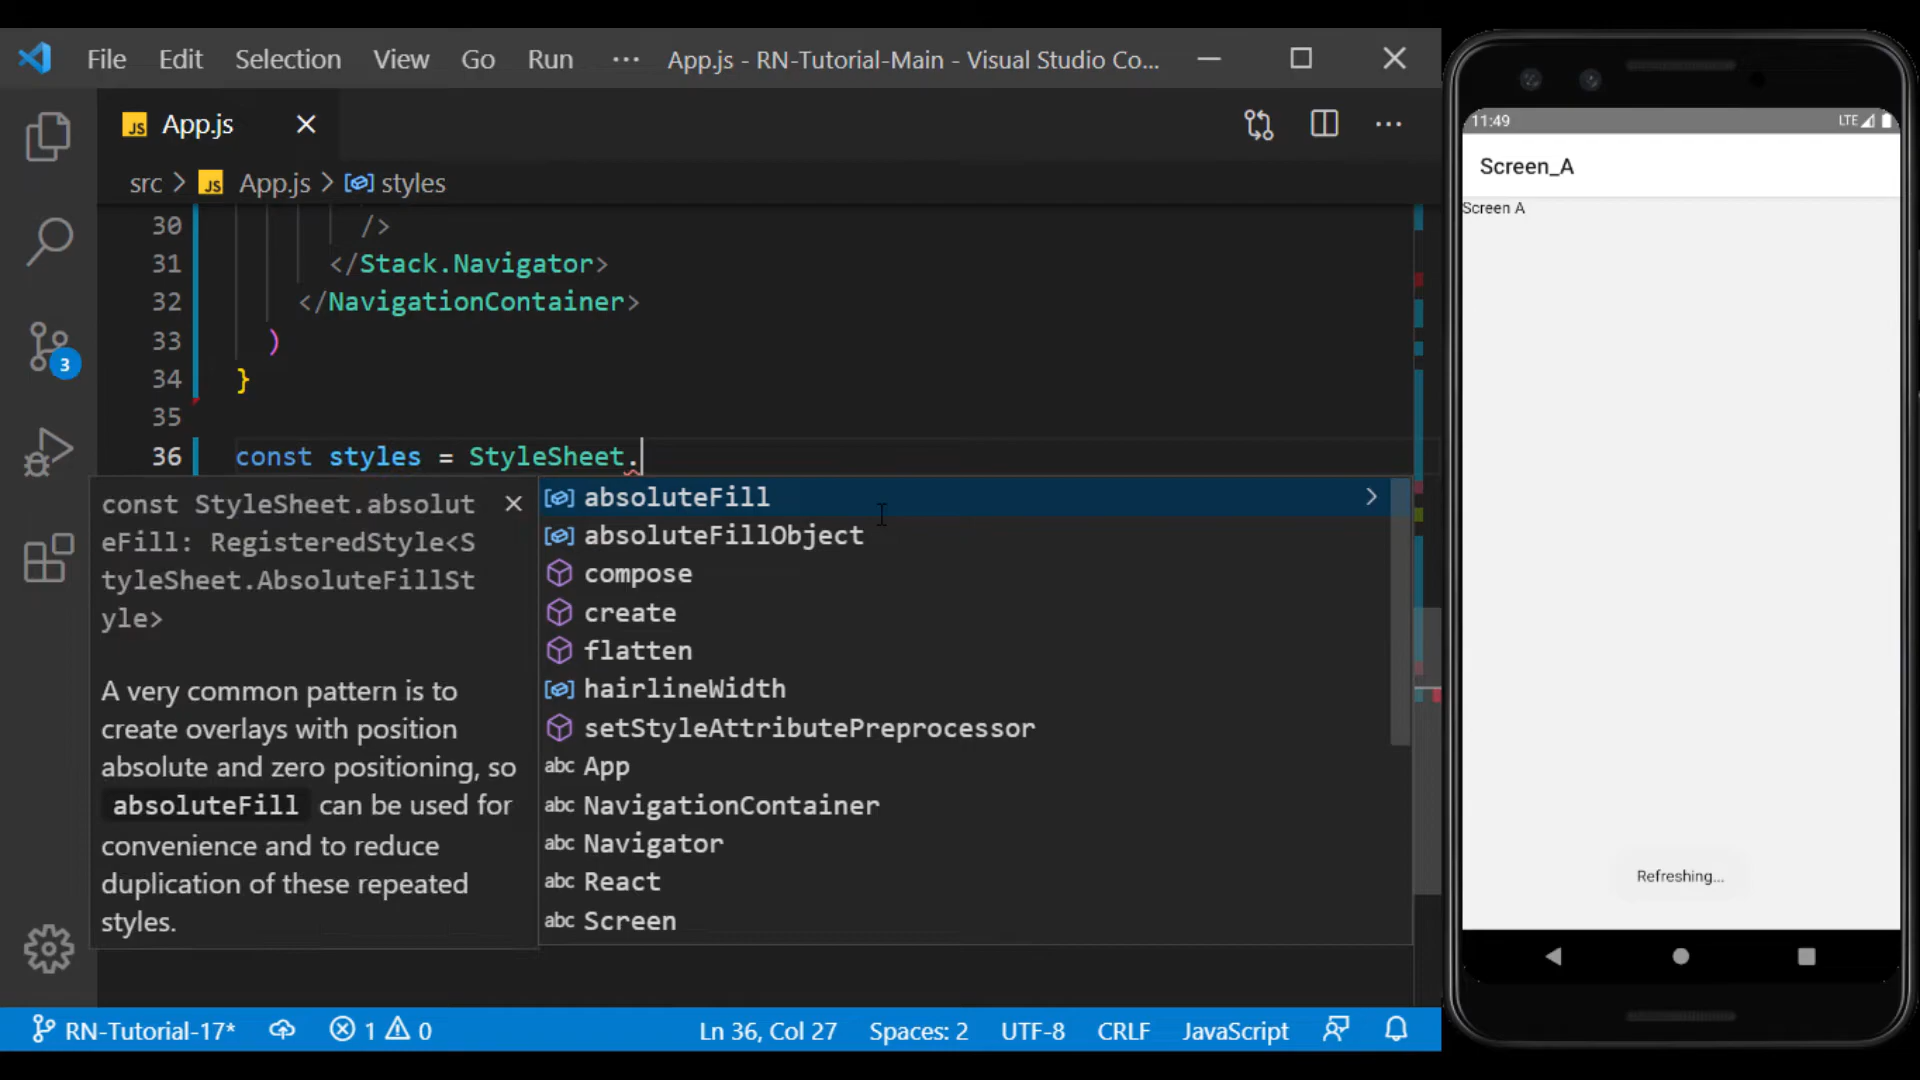 File Edit Selection View Go Run ··· App.js - RN-Tutorial-Main - Visual Studio Co...
JS App.js
src > JS App.js > styles
30 />
31 </Stack.Navigator>
32 </NavigationContainer>
33 )
34 }
35
36 const styles = StyleSheet.
const StyleSheet.absolut
eFill: RegisteredStyle<S
tyleSheet.AbsoluteFillSt
yle>
A very common pattern is to
create overlays with position
absolute and zero positioning, so
absoluteFill can be used for
convenience and to reduce
duplication of these repeated
styles.
absoluteFill
absoluteFillObject
compose
create
flatten
hairlineWidth
setStyleAttributePreprocessor
abc App
abc NavigationContainer
abc Navigator
abc React
abc Screen
3
RN-Tutorial-17* 1 0 Ln 36, Col 27 Spaces: 2 UTF-8 CRLF JavaScript
11:49 LTE
Screen_A
Screen A
Refreshing...